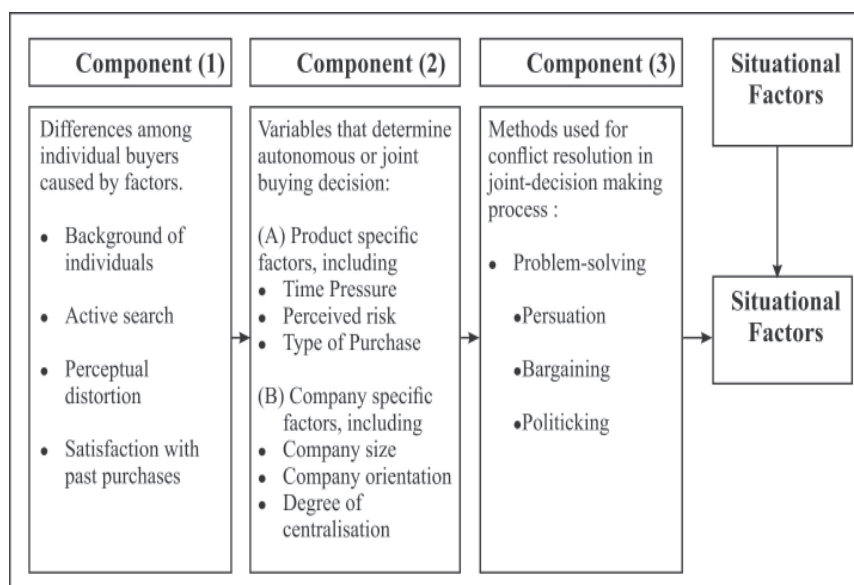 Component (1)
Differences among
individual buyers
caused by factors.
• Background of
individuals
• Active search
• Perceptual
distortion
• Satisfaction with
past purchases
Component (2)
Variables that determine
autonomous or joint
buying decision:
(A) Product specific
factors, including
• Time Pressure
• Perceived risk
• Type of Purchase
(B) Company specific
factors, including
• Company size
• Company orientation
• Degree of
centralisation
Component (3)
Methods used for
conflict resolution in
joint-decision making
process :
• Problem-solving
•Persuation
•Bargaining
•Politicking
Situational
Factors
Situational
Factors